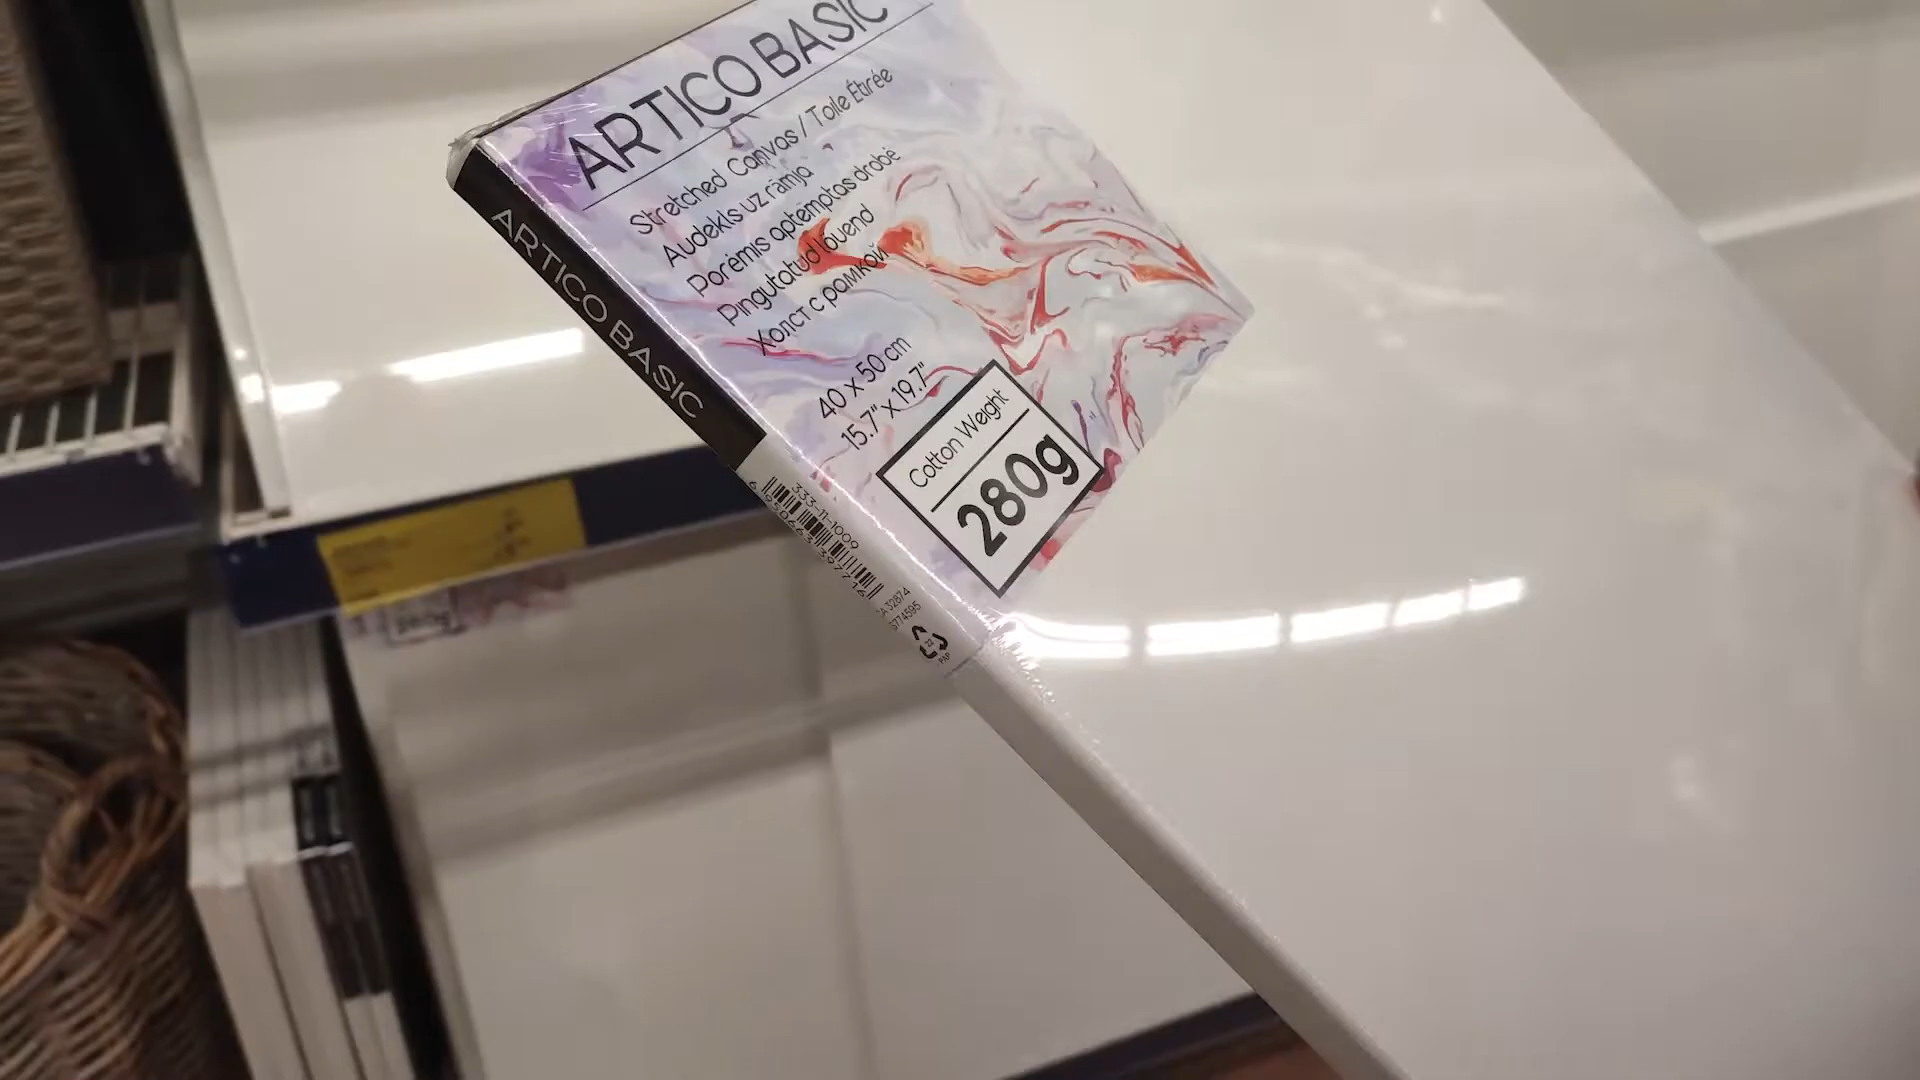 ARTICO BASIC
Stretched Canvas / Toile Étirée
Audekls uz rāmja
Porėmis aptemptas drobė
Pingutatud lõuend
Холст с рамкой
40 x 50 cm
15.7" x 19.7"
Cotton Weight
280g
ARTICO BASIC
333-11-1009
PAP